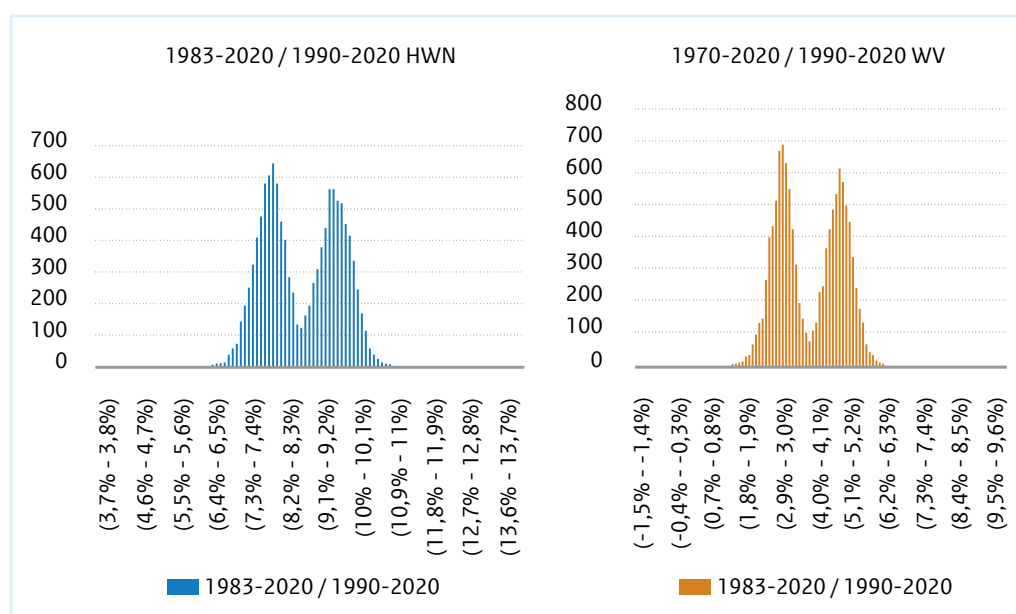 1983-2020 / 1990-2020 HWN
700
600
500
400
300
200
100
0
(3,7% - 3,8%)
(4,6% - 4,7%)
(5,5% - 5,6%)
(6,4% - 6,5%)
(7,3% - 7,4%)
(8,2% - 8,3%)
(9,1% - 9,2%)
(10% - 10,1%)
(10,9% - 11%)
(11,8% - 11,9%)
(12,7% - 12,8%)
(13,6% - 13,7%)
1983-2020 / 1990-2020
1970-2020 / 1990-2020 WV
800
700
600
500
400
300
200
100
0
(-1,5% - -1,4%)
(-0,4% - -0,3%)
(0,7% - 0,8%)
(1,8% - 1,9%)
(2,9% - 3,0%)
(4,0% - 4,1%)
(5,1% - 5,2%)
(6,2% - 6,3%)
(7,3% - 7,4%)
(8,4% - 8,5%)
(9,5% - 9,6%)
1983-2020 / 1990-2020